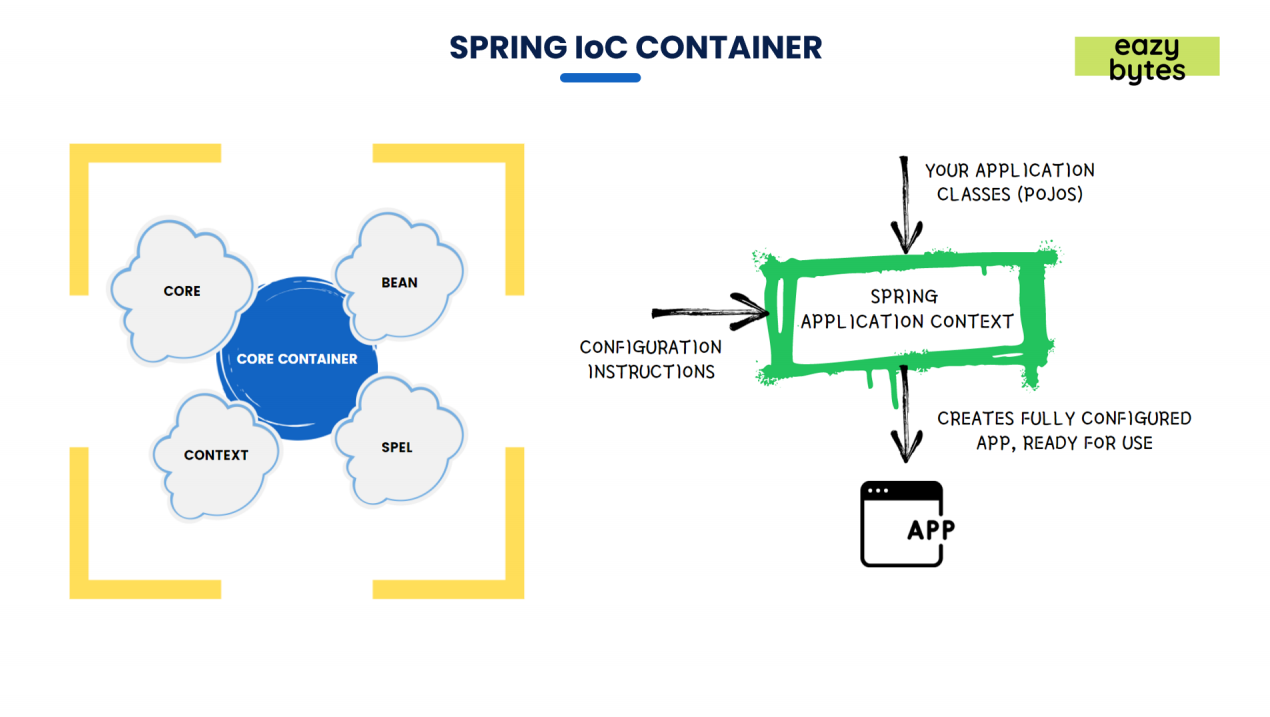 SPRING IoC CONTAINER
eazy
bytes
CORE
BEAN
CORE CONTAINER
CONTEXT
SPEL
YOUR APPLICATION
CLASSES (POJOS)
SPRING
APPLICATION CONTEXT
CONFIGURATION
INSTRUCTIONS
CREATES FULLY CONFIGURED
APP, READY FOR USE
APP